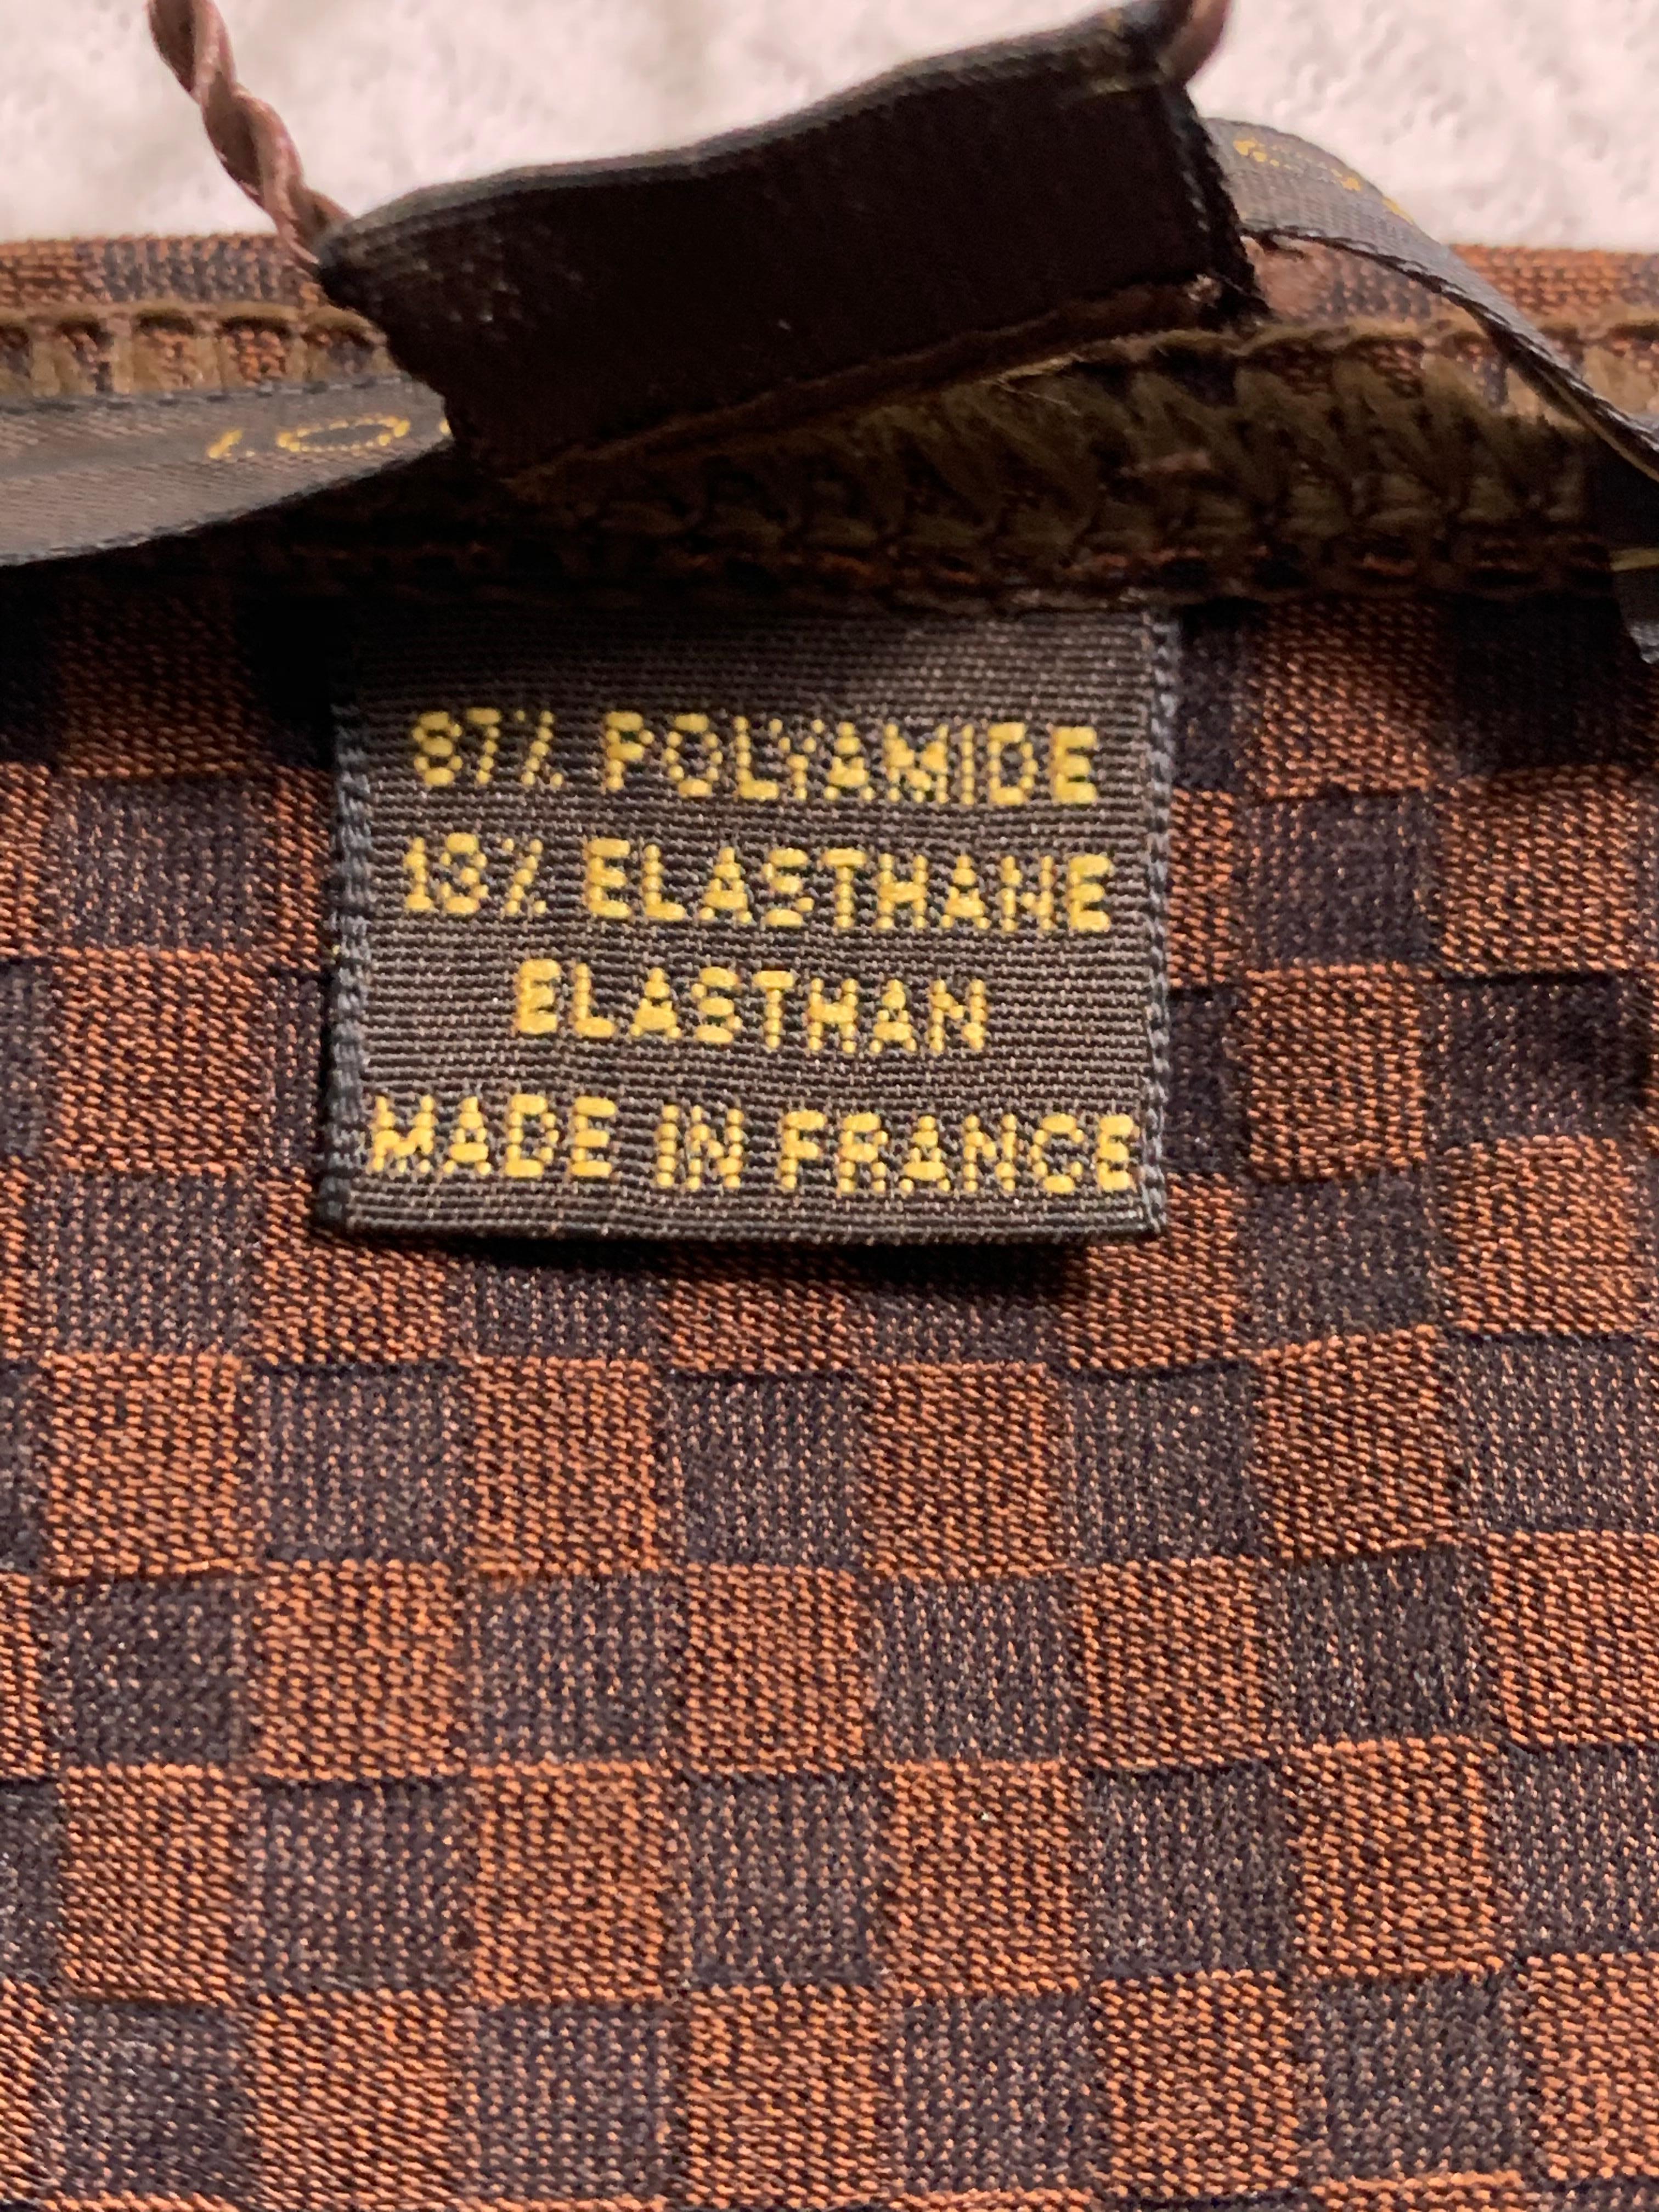 87% POLYAMIDE
13% ELASTHANE
ELASTHAN
MADE IN FRANCE